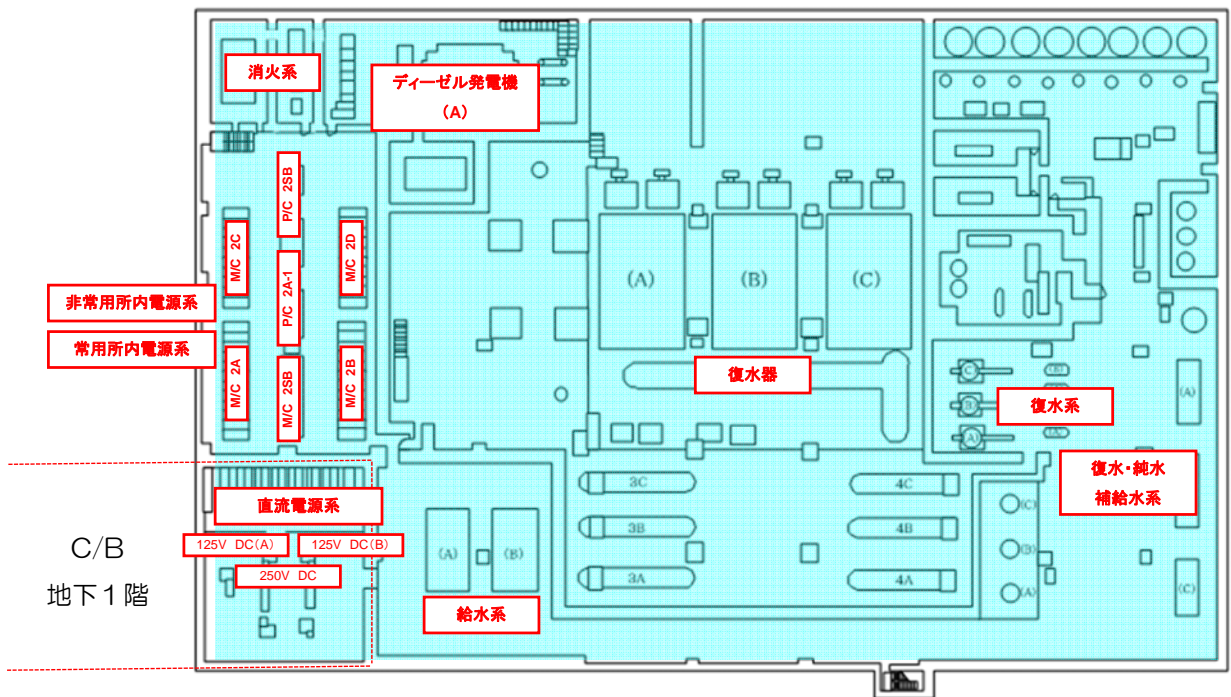 消火系
ディーゼル発電機
(A)
P/C 2SB
M/C 2C
M/C 2D
P/C 2A-1
非常用所内電源系
常用所内電源系
M/C 2A
M/C 2SB
M/C 2B
(A)
(B)
(C)
復水器
(C)
(B)
(A)
(B)
(A)
復水系
(A)
復水・純水
補給水系
直流電源系
125V DC(A)
125V DC(B)
250V DC
C/B
地下1階
(A)
(B)
給水系
3C
3B
3A
4C
4B
4A
(C)
(B)
(A)
(C)